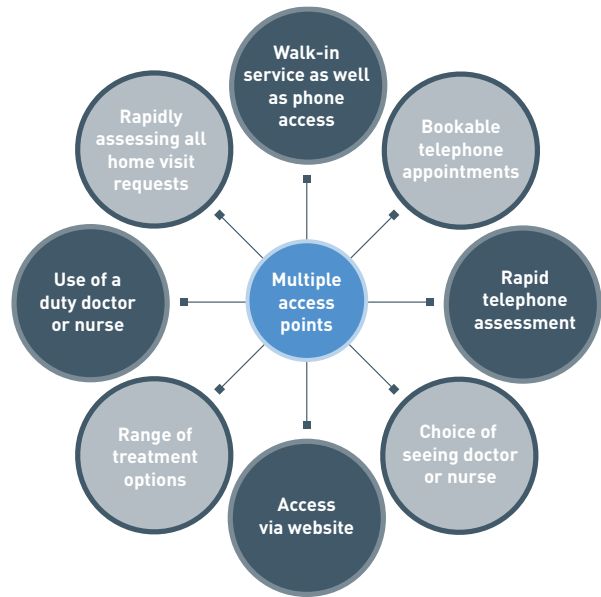 Walk-in
service as well
as phone
access
Rapidly
assessing all
home visit
requests
Bookable
telephone
appointments
Use of a
duty doctor
or nurse
Multiple
access
points
Rapid
telephone
assessment
Range of
treatment
options
Choice of
seeing doctor
or nurse
Access
via website